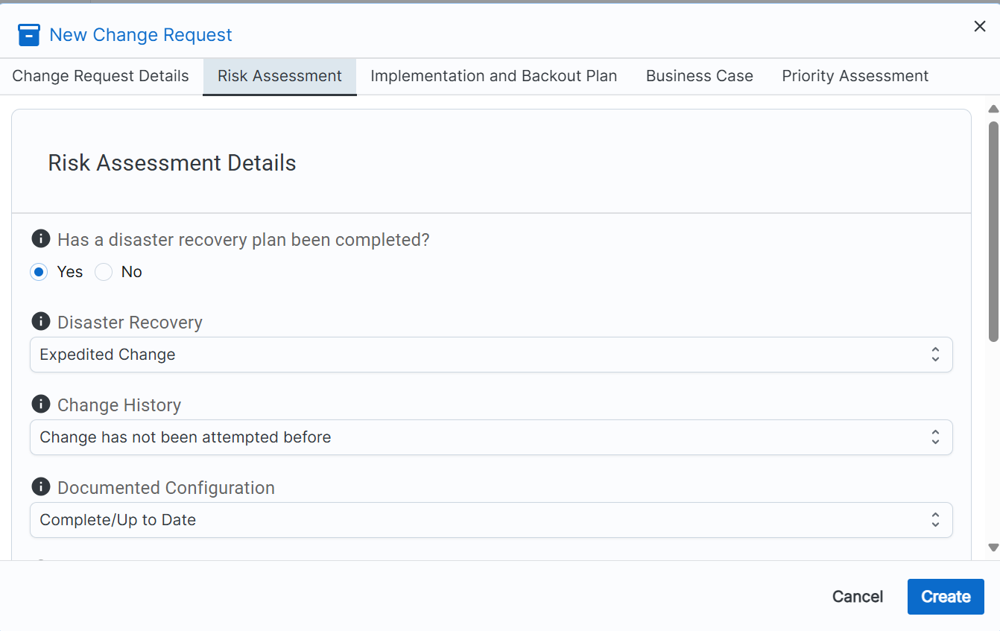 New Change Request
Change Request Details Risk Assessment Implementation and Backout Plan Business Case Priority Assessment
Risk Assessment Details
Has a disaster recovery plan been completed?
Yes No
Disaster Recovery
Expedited Change
Change History
Change has not been attempted before
Documented Configuration
Complete/Up to Date
Cancel Create